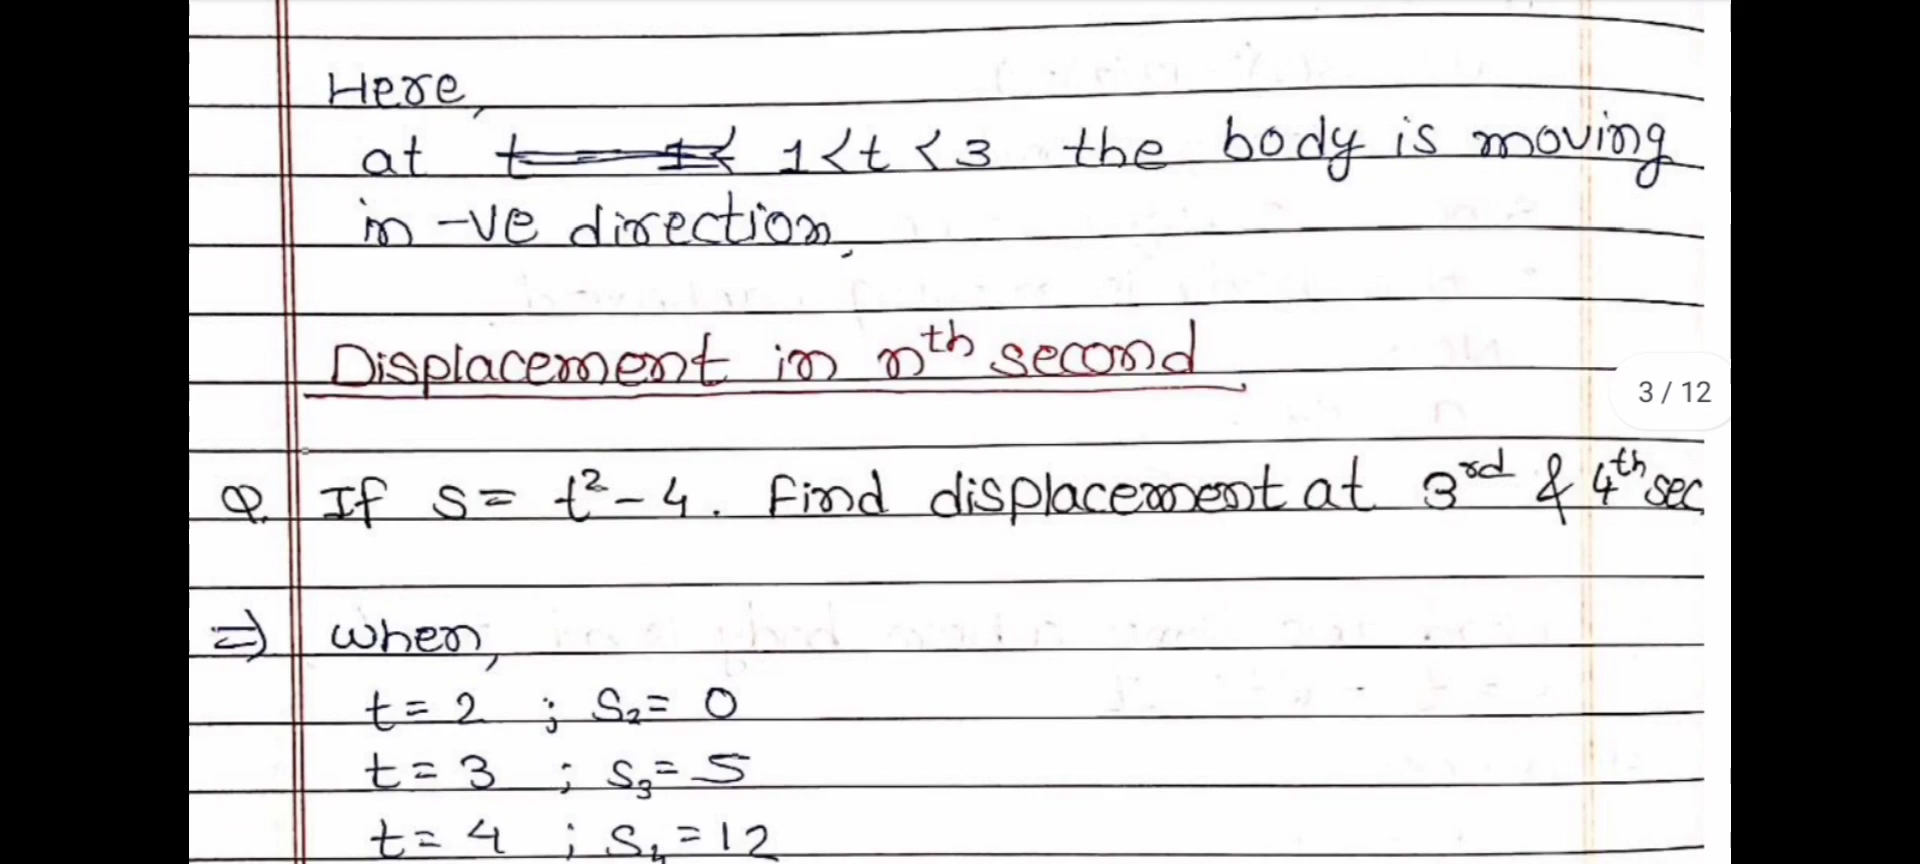 Here,
at 1<t<3 the body is moving
in -ve direction.
Displacement in nth second
3 / 12
Q. If s = t² - 4. Find displacement at 3rd & 4th sec
=) when,
t = 2 ; S₂ = 0
t = 3 ; S₃ = 5
t = 4 ; S₄ = 12